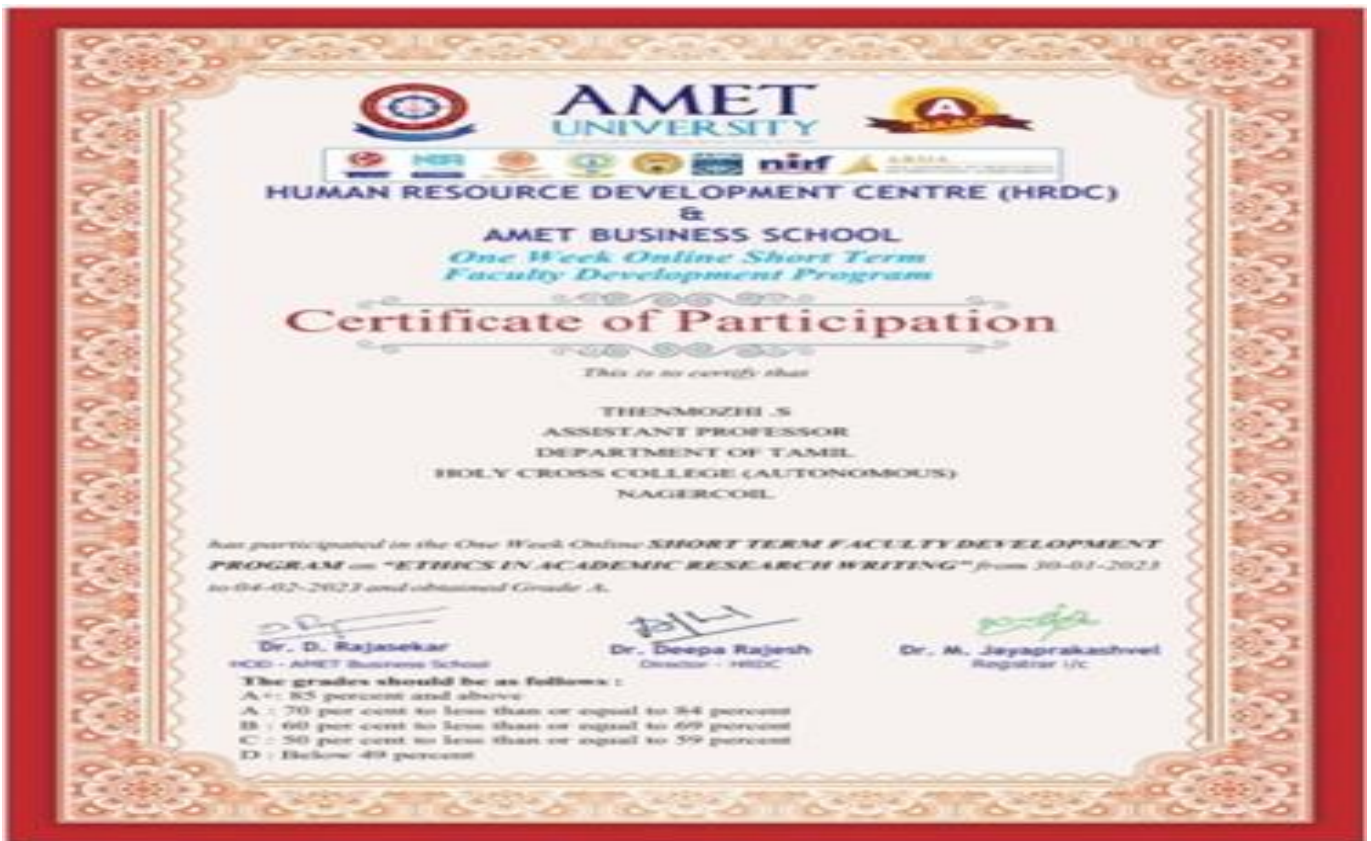 AMET
UNIVERSITY
A
NAAC
nirf
ARIIA
HUMAN RESOURCE DEVELOPMENT CENTRE (HRDC)
&
AMET BUSINESS SCHOOL
One Week Online Short Term
Faculty Development Program
Certificate of Participation
This is to certify that
THENMOZHI .S
ASSISTANT PROFESSOR
DEPARTMENT OF TAMIL
HOLY CROSS COLLEGE (AUTONOMOUS)
NAGERCOIL
has participated in the One Week Online SHORT TERM FACULTY DEVELOPMENT
PROGRAM on "ETHICS IN ACADEMIC RESEARCH WRITING" from 30-01-2023
to 04-02-2023 and obtained Grade A.
Dr. D. Rajasekar
HOD - AMET Business School
Dr. Deepa Rajesh
Director - HRDC
Dr. M. Jayaprakashvel
Registrar i/c
The grades should be as follows :
A+: 85 percent and above
A : 70 per cent to less than or equal to 84 percent
B : 60 per cent to less than or equal to 69 percent
C : 50 per cent to less than or equal to 59 percent
D : Below 49 percent